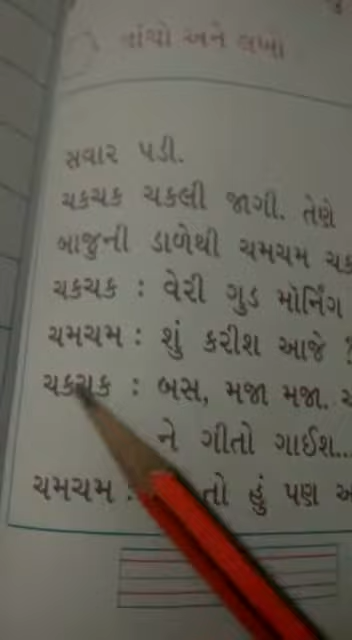 વાંચો અને લખો
સવાર પડી.
ચકચક ચકલી જાગી. તેણે
બાજુની ડાળેથી ચમચમ
ચકચક : વેરી ગુડ મોર્નિંગ
ચમચમ : શું કરીશ આજે ?
ચકચક : બસ, મજા મજા.
ને ગીતો ગાઈશ...
ચમચમ : તો હું પણ